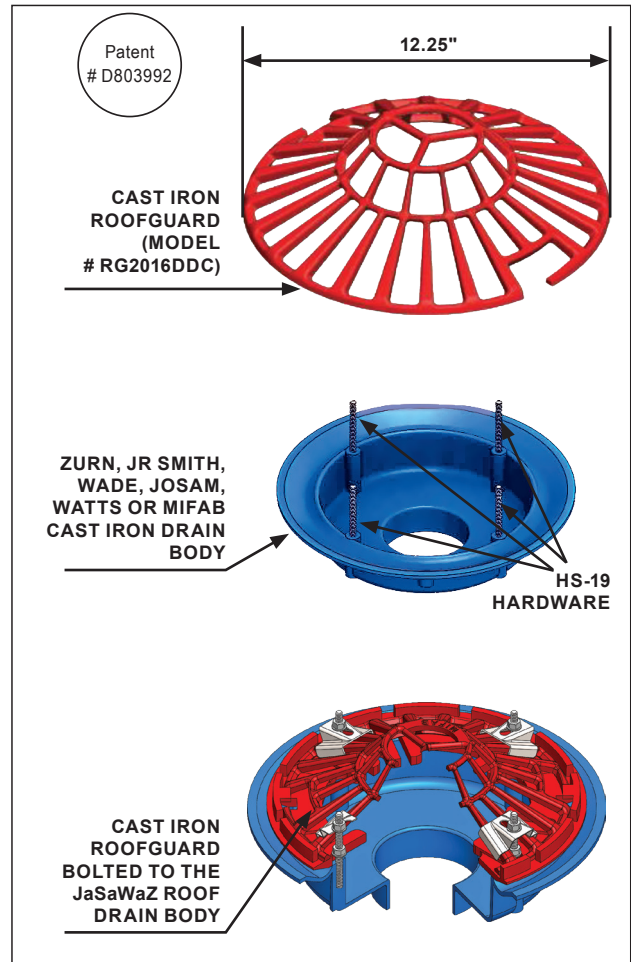 Patent
# D803992
12.25"
CAST IRON
ROOFGUARD
(MODEL
# RG2016DDC)
ZURN, JR SMITH,
WADE, JOSAM,
WATTS OR MIFAB
CAST IRON DRAIN
BODY
HS-19
HARDWARE
CAST IRON
ROOFGUARD
BOLTED TO THE
JaSaWaZ ROOF
DRAIN BODY